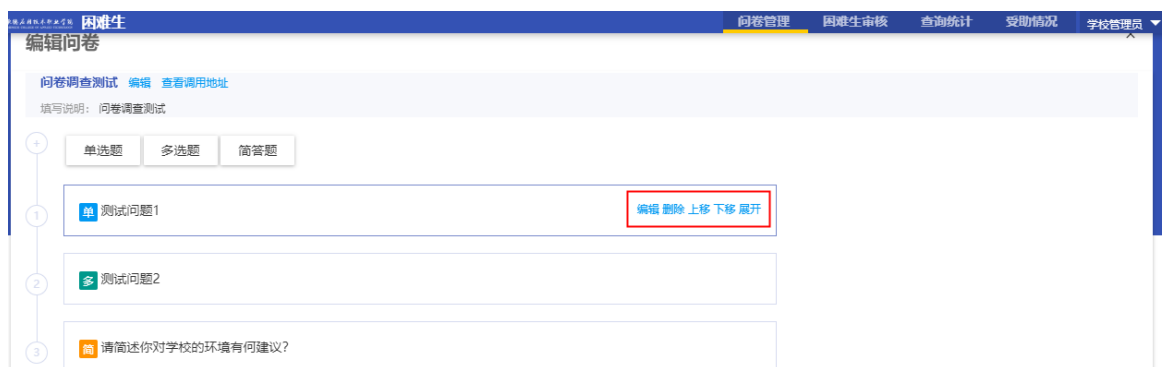 困难生 问卷管理 困难生审核 查询统计 受助情况 学校管理员
编辑问卷
问卷调查测试 编辑 查看调用地址
填写说明: 问卷调查测试
+ 单选题 多选题 简答题
1 单 测试问题1 编辑 删除 上移 下移 展开
2 多 测试问题2
3 简 请简述你对学校的环境有何建议?